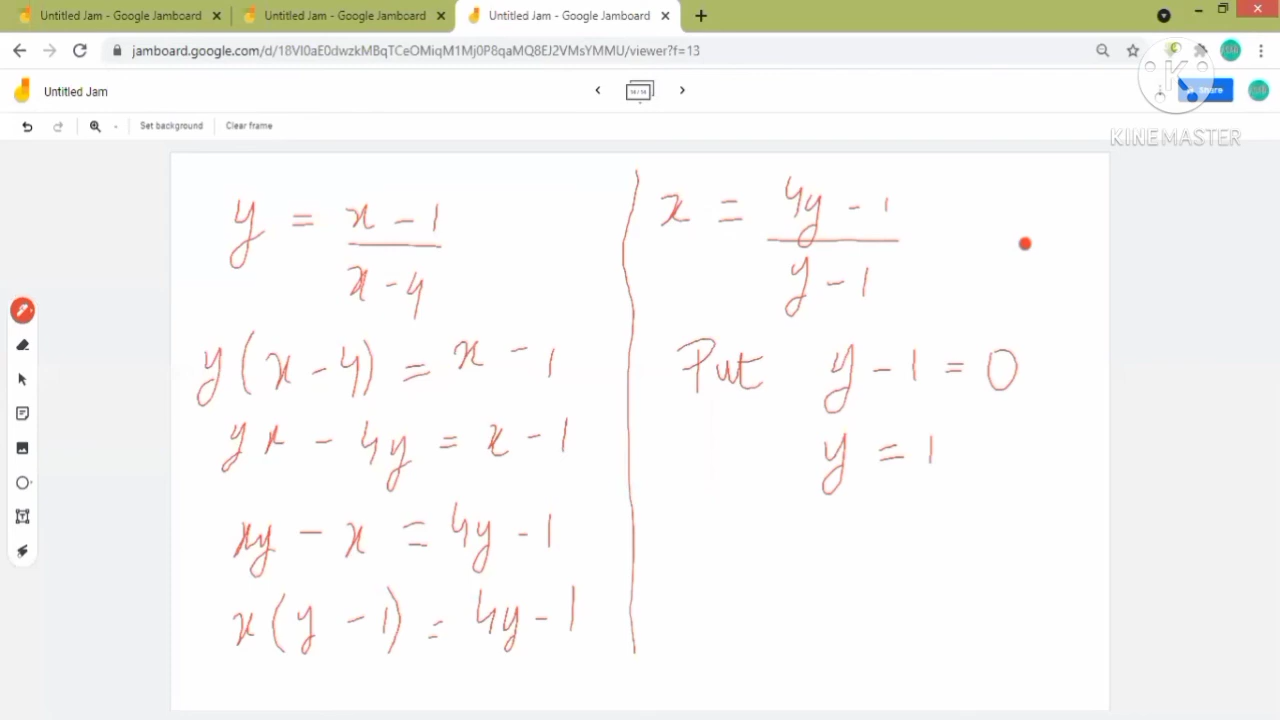 Untitled Jam - Google Jamboard
Untitled Jam - Google Jamboard
Untitled Jam - Google Jamboard
jamboard.google.com/d/18Vl0aE0dwzkMBqTCeOMiqM1Mj0P8qaMQ8EJ2VMsYMMU/viewer?f=13
Untitled Jam
Share
KINEMASTER
Set background
Clear frame
y = x - 1 / x - 4
y(x - 4) = x - 1
yx - 4y = x - 1
xy - x = 4y - 1
x(y - 1) = 4y - 1
x = 4y - 1 / y - 1
Put y - 1 = 0
y = 1